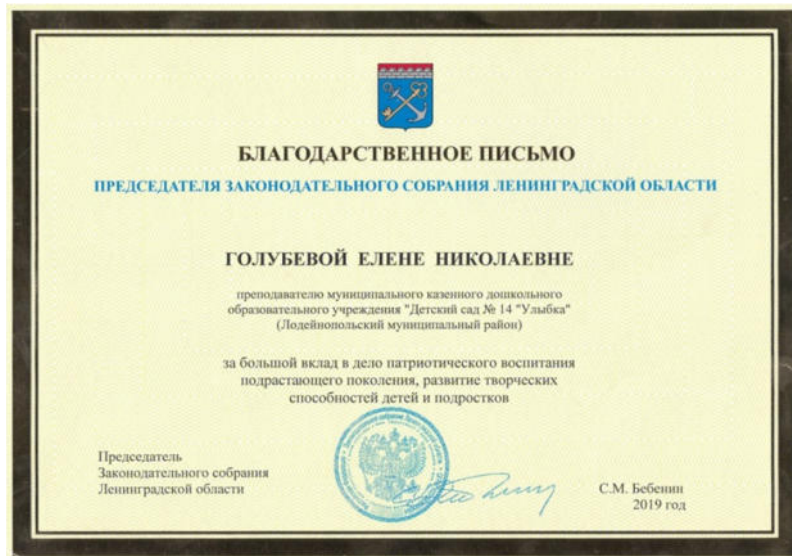 БЛАГОДАРСТВЕННОЕ ПИСЬМО
ПРЕДСЕДАТЕЛЯ ЗАКОНОДАТЕЛЬНОГО СОБРАНИЯ ЛЕНИНГРАДСКОЙ ОБЛАСТИ
ГОЛУБЕВОЙ ЕЛЕНЕ НИКОЛАЕВНЕ
преподавателю муниципального казенного дошкольного
образовательного учреждения "Детский сад № 14 "Улыбка"
(Лодейнопольский муниципальный район)
за большой вклад в дело патриотического воспитания
подрастающего поколения, развитие творческих
способностей детей и подростков
Председатель
Законодательного собрания
Ленинградской области
С.М. Бебенин
2019 год